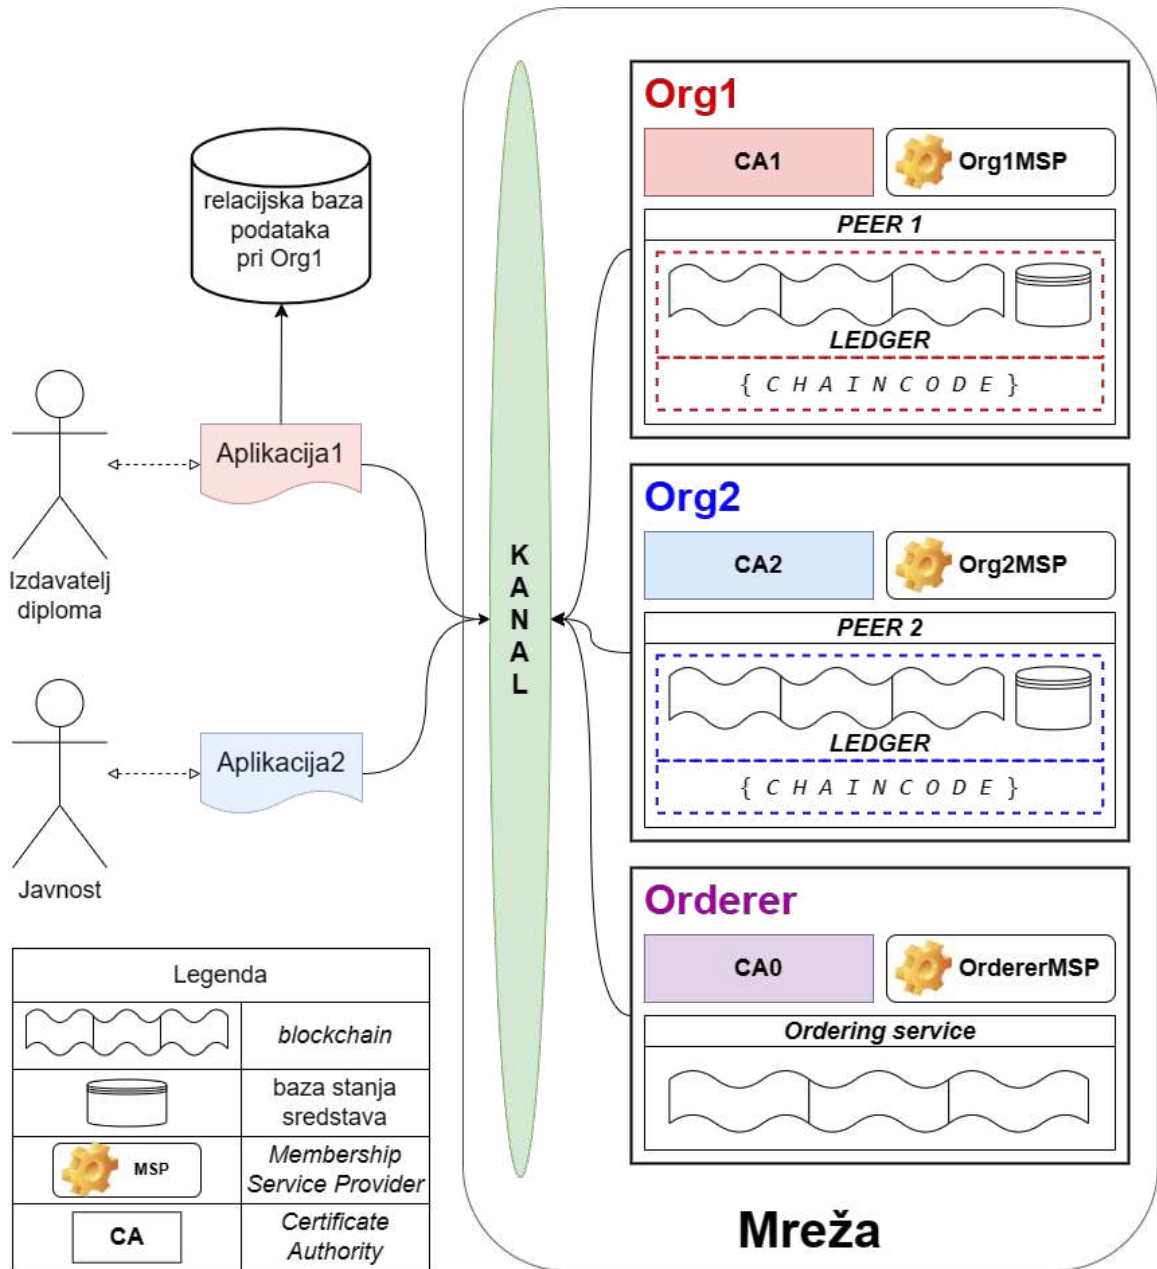 relacijska baza
podataka
pri Org1
Aplikacija1
Izdavatelj
diploma
Aplikacija2
Javnost
K
A
N
A
L
Org1
CA1
Org1MSP
PEER 1
LEDGER
{ C H A I N C O D E }
Org2
CA2
Org2MSP
PEER 2
LEDGER
{ C H A I N C O D E }
Orderer
CA0
OrdererMSP
Ordering service
Mreža
Legenda
blockchain
baza stanja
sredstava
MSP
Membership
Service Provider
CA
Certificate
Authority